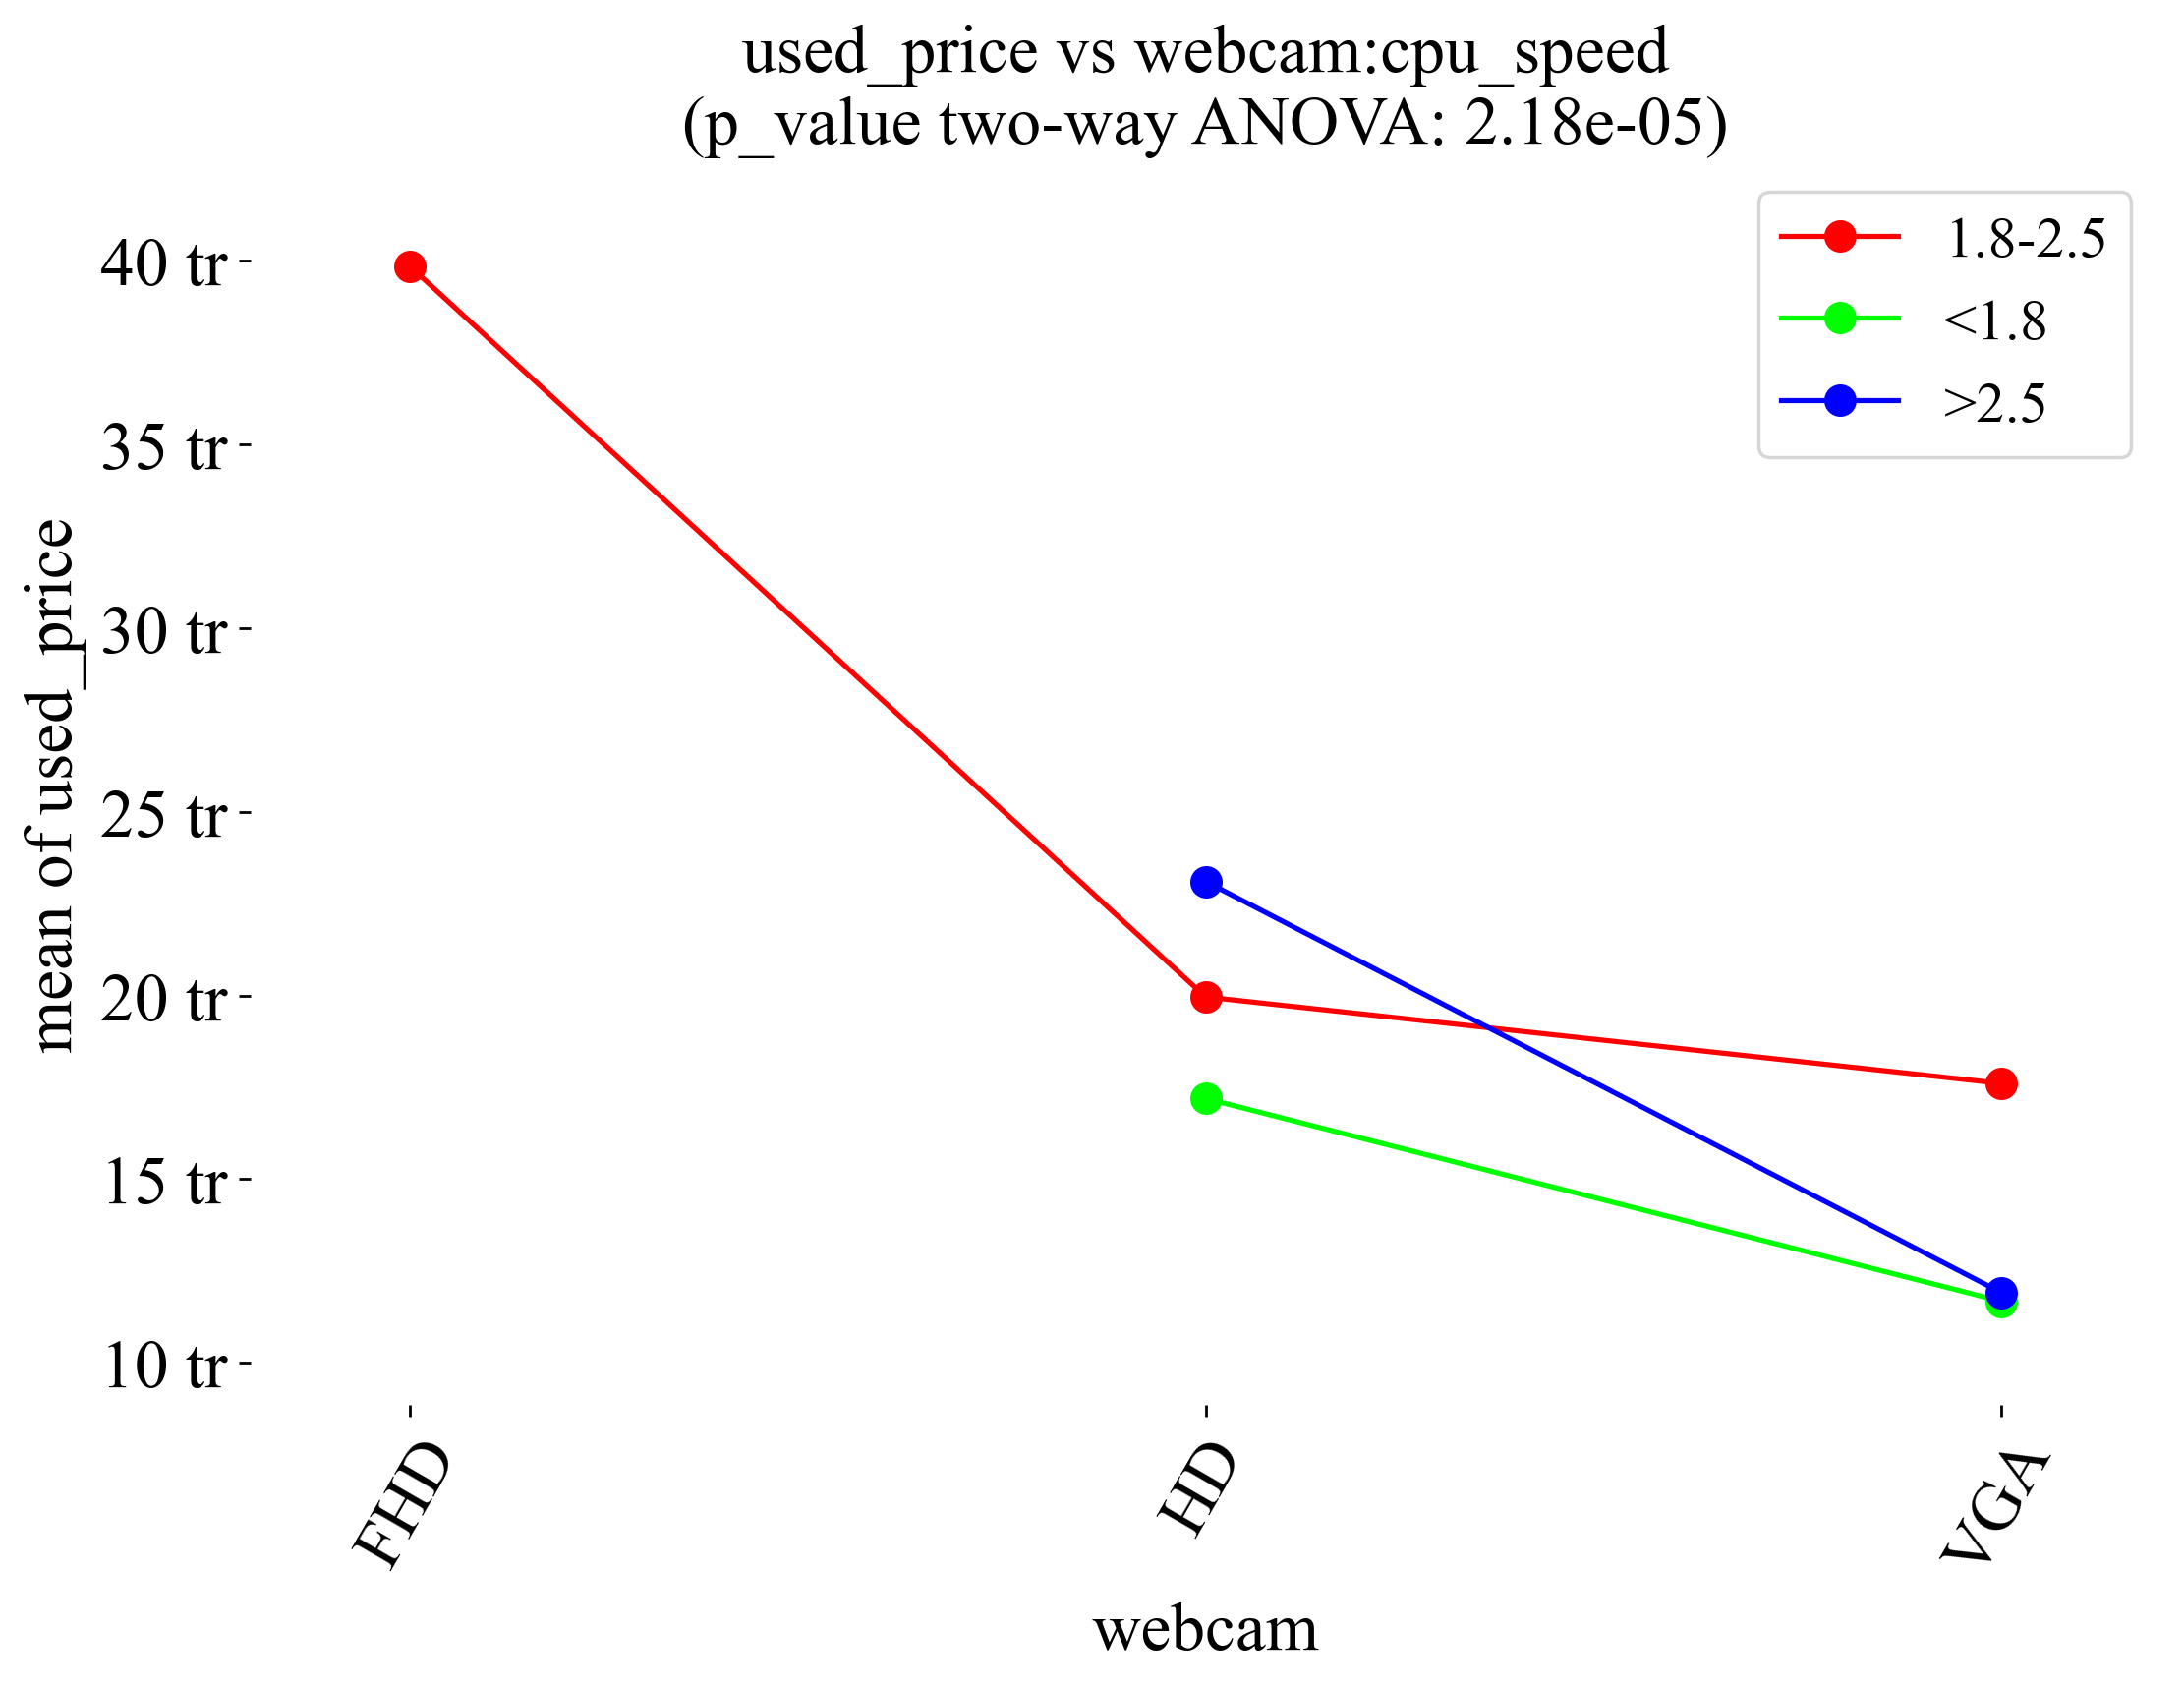 used_price vs webcam:cpu_speed
(p_value two-way ANOVA: 2.18e-05)
1.8-2.5
<1.8
>2.5
mean of used_price
40 tr
35 tr
30 tr
25 tr
20 tr
15 tr
10 tr
FHD
HD
VGA
webcam